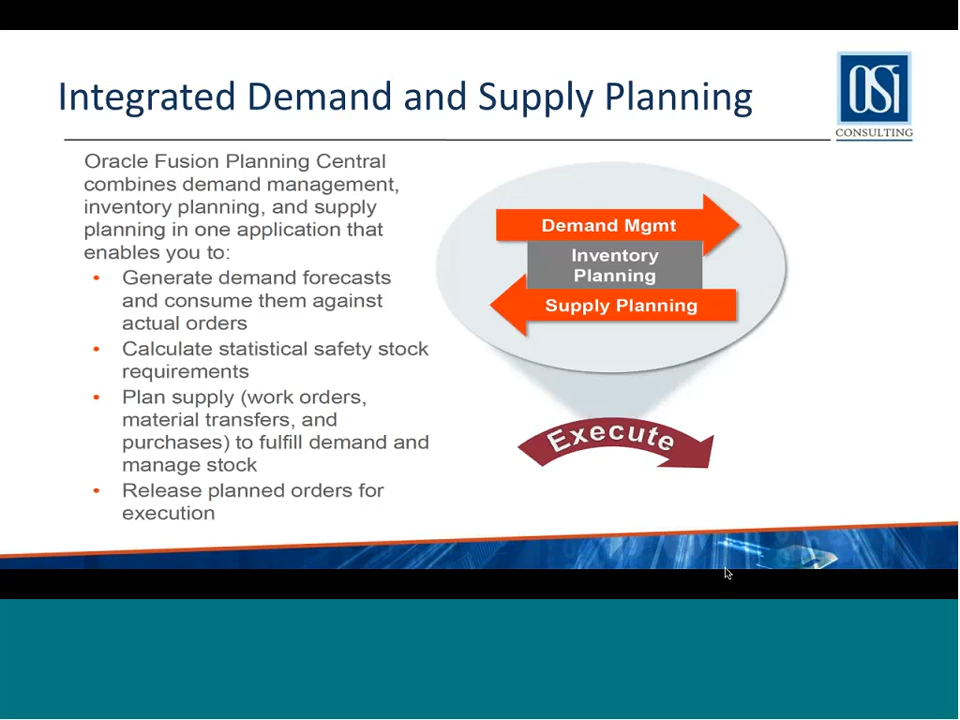 Integrated Demand and Supply Planning
OSi
CONSULTING
Oracle Fusion Planning Central
combines demand management,
inventory planning, and supply
planning in one application that
enables you to:
• Generate demand forecasts
and consume them against
actual orders
• Calculate statistical safety stock
requirements
• Plan supply (work orders,
material transfers, and
purchases) to fulfill demand and
manage stock
• Release planned orders for
execution
Demand Mgmt
Inventory
Planning
Supply Planning
Execute